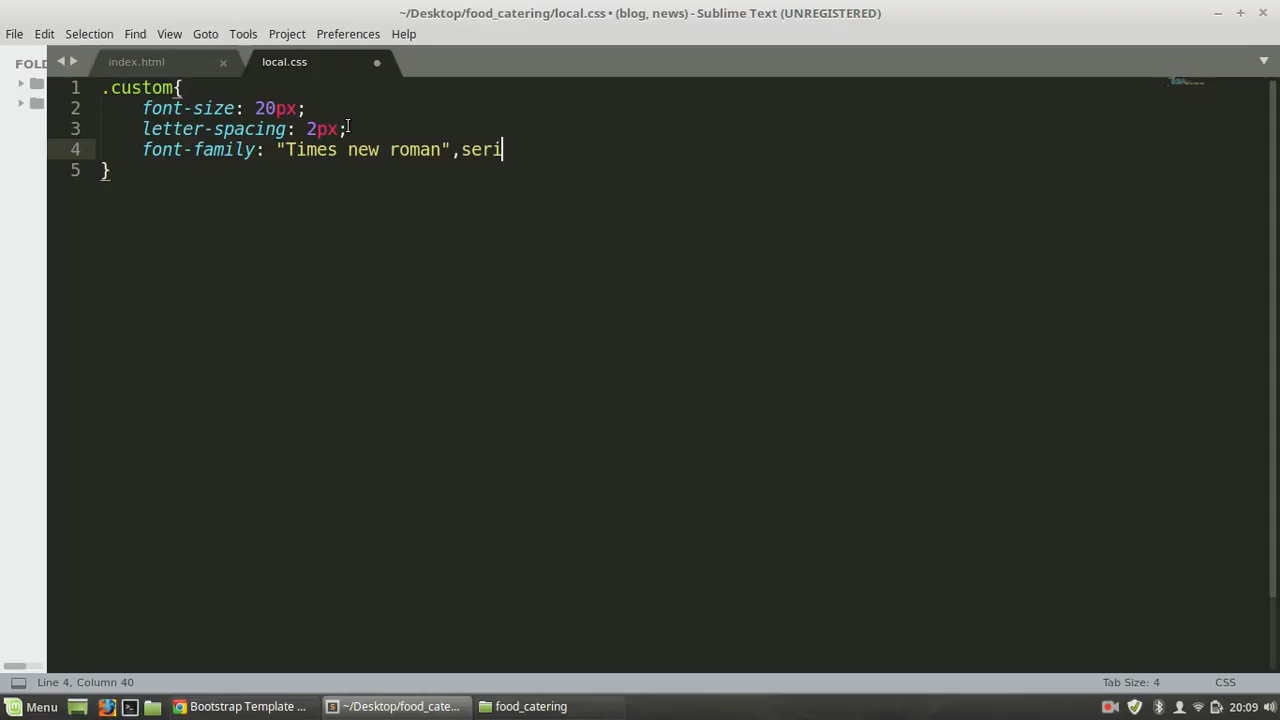 ~/Desktop/food_catering/local.css • (blog, news) - Sublime Text (UNREGISTERED)
File Edit Selection Find View Goto Tools Project Preferences Help
FOLD
index.html × local.css
1 .custom{
2 font-size: 20px;
3 letter-spacing: 2px;
4 font-family: "Times new roman",seri
5 }
Line 4, Column 40 Tab Size: 4 CSS
Menu Bootstrap Template ... ~/Desktop/food_cate... food_catering 20:09